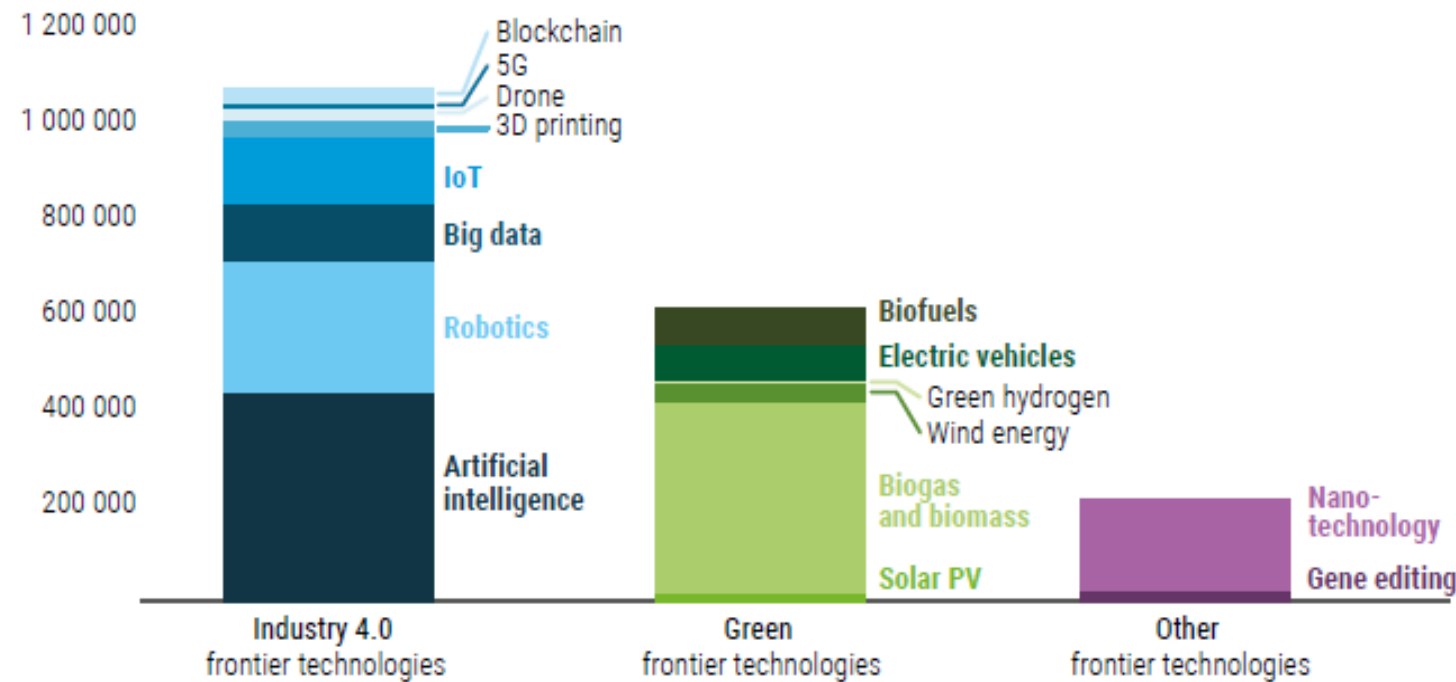 1 200 000
1 000 000
800 000
600 000
400 000
200 000
Blockchain
5G
Drone
3D printing
IoT
Big data
Robotics
Artificial
intelligence
Biofuels
Electric vehicles
Green hydrogen
Wind energy
Biogas
and biomass
Solar PV
Nano-
technology
Gene editing
Industry 4.0
frontier technologies
Green
frontier technologies
Other
frontier technologies